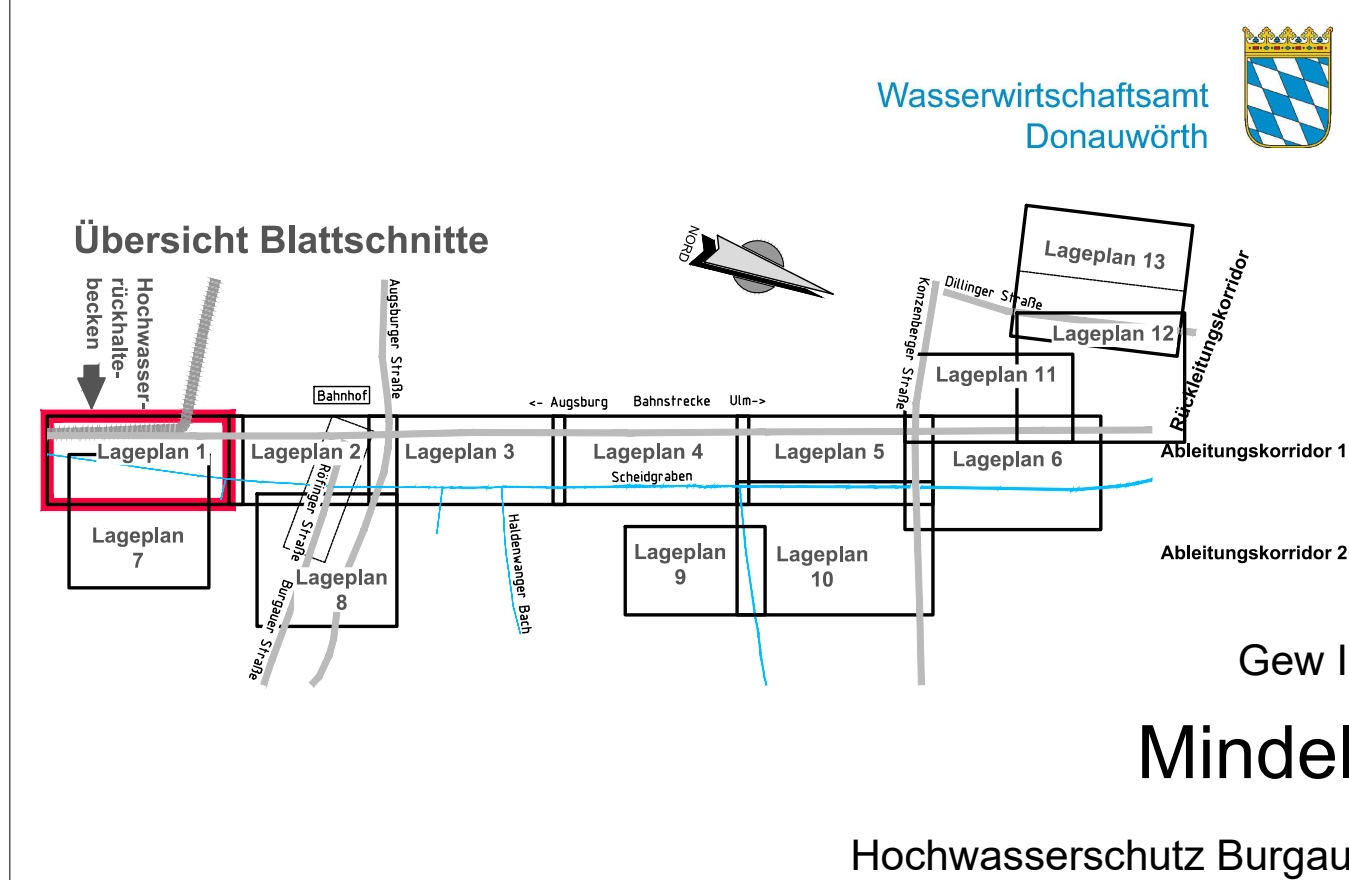 Wasserwirtschaftsamt
Donauwörth
Übersicht Blattschnitte
NORD
Hochwasser-
rückhalte-
becken
Augsburger Straße
Konzenberger Straße
Dillinger Straße
Lageplan 13
Lageplan 12
Rückleitungskorridor
Lageplan 11
Bahnhof
<- Augsburg Bahnstrecke Ulm->
Lageplan 1
Lageplan 2
Lageplan 3
Lageplan 4
Lageplan 5
Lageplan 6
Ableitungskorridor 1
Scheidgraben
Röfinger Straße
Burgauer Straße
Haldenwanger Bach
Lageplan
7
Lageplan
8
Lageplan
9
Lageplan
10
Ableitungskorridor 2
Gew I
Mindel
Hochwasserschutz Burgau